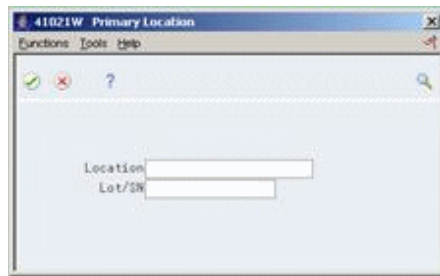 41021W Primary Location
Functions Tools Help
?
Location
Lot/SN